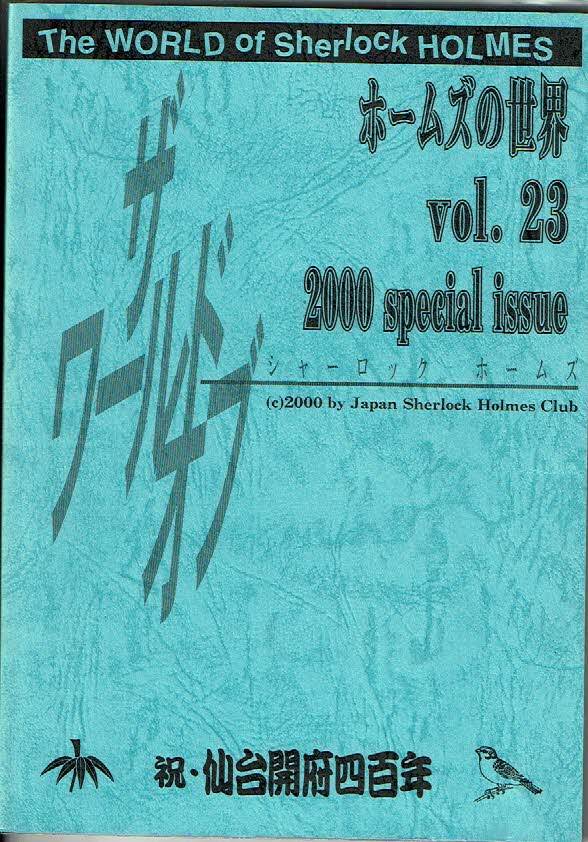 The WORLD of Sherlock HOLMES
ホームズの世界
vol. 23
2000 special issue
ザ
ワールド
オブ
シャーロック ホームズ
(c)2000 by Japan Sherlock Holmes Club
祝・仙台開府四百年